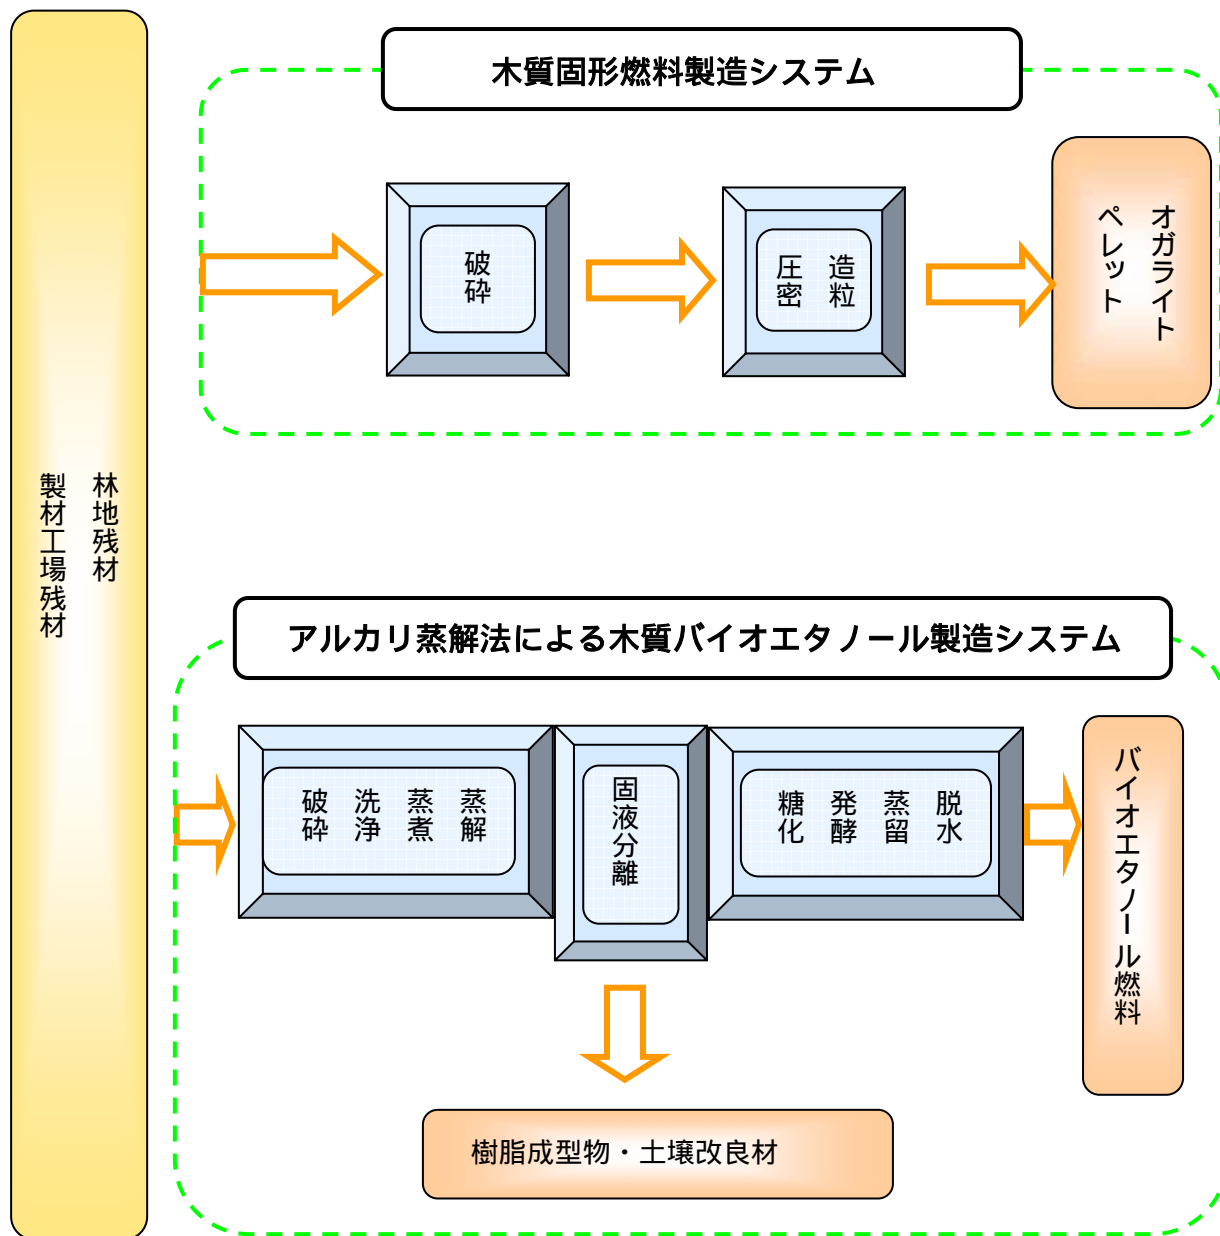 林地残材
製材工場残材
木質固形燃料製造システム
破砕
造粒
圧密
オガライト
ペレット
アルカリ蒸解法による木質バイオエタノール製造システム
破砕
洗浄
蒸煮
蒸解
固液分離
糖化
発酵
蒸留
脱水
バイオエタノール燃料
樹脂成型物・土壌改良材